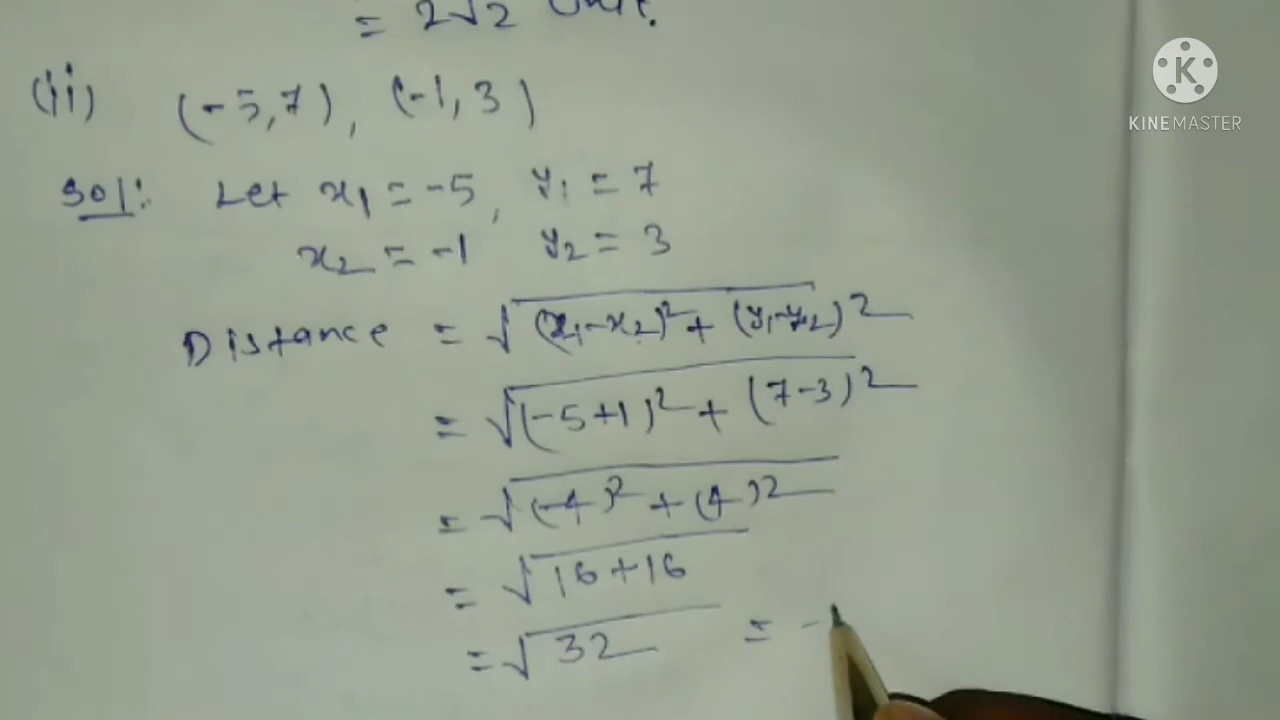 = 2√2 Unit.
(ii) (-5,7), (-1,3)
Sol: Let x₁ = -5, y₁ = 7
x₂ = -1 y₂ = 3
Distance = √(x₁-x₂)² + (y₁-y₂)²
= √(-5+1)² + (7-3)²
= √(-4)² + (4)²
= √16+16
= √32 = -
KINEMASTER